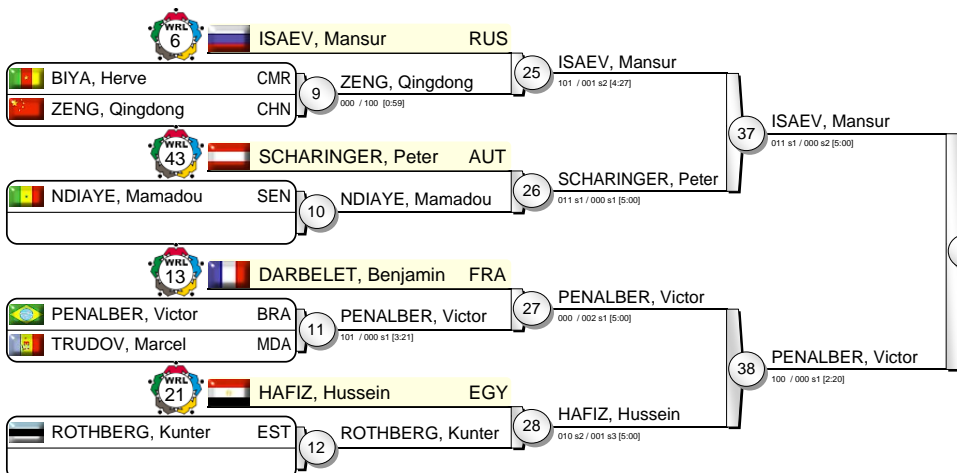 WRL
6
ISAEV, Mansur RUS
BIYA, Herve CMR
ZENG, Qingdong CHN
9
ZENG, Qingdong
000 / 100 [0:59]
25
ISAEV, Mansur
101 / 001 s2 [4:27]
WRL
43
SCHARINGER, Peter AUT
NDIAYE, Mamadou SEN
10
NDIAYE, Mamadou
26
SCHARINGER, Peter
011 s1 / 000 s1 [5:00]
37
ISAEV, Mansur
011 s1 / 000 s2 [5:00]
WRL
13
DARBELET, Benjamin FRA
PENALBER, Victor BRA
TRUDOV, Marcel MDA
11
PENALBER, Victor
101 / 000 s1 [3:21]
27
PENALBER, Victor
000 / 002 s1 [5:00]
WRL
21
HAFIZ, Hussein EGY
ROTHBERG, Kunter EST
12
ROTHBERG, Kunter
28
HAFIZ, Hussein
010 s2 / 001 s3 [5:00]
38
PENALBER, Victor
100 / 000 s1 [2:20]